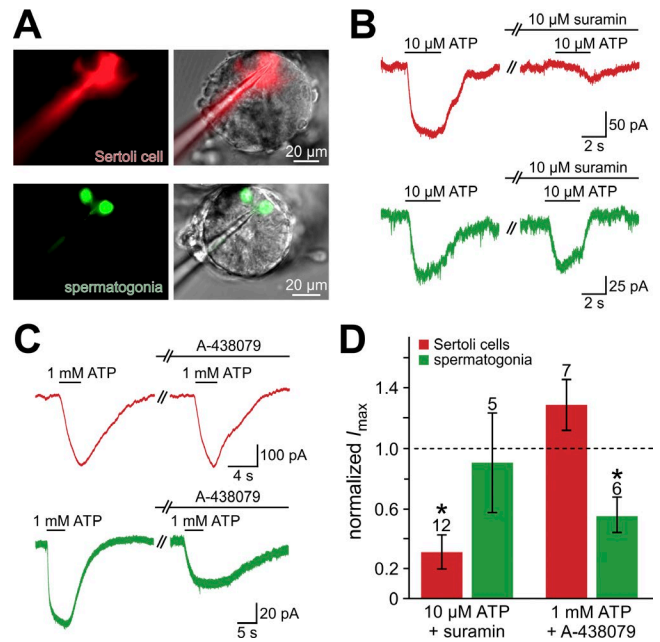 A
Sertoli cell
20 µm
spermatogonia
20 µm
B
10 µM suramin
10 µM ATP
10 µM ATP
50 pA
2 s
10 µM suramin
10 µM ATP
10 µM ATP
25 pA
2 s
C
A-438079
1 mM ATP
1 mM ATP
100 pA
4 s
A-438079
1 mM ATP
1 mM ATP
20 pA
5 s
D
Sertoli cells
spermatogonia
normalized Imax
1.4
1.0
0.6
0.2
0
*
12
5
7
*
6
10 µM ATP
+ suramin
1 mM ATP
+ A-438079